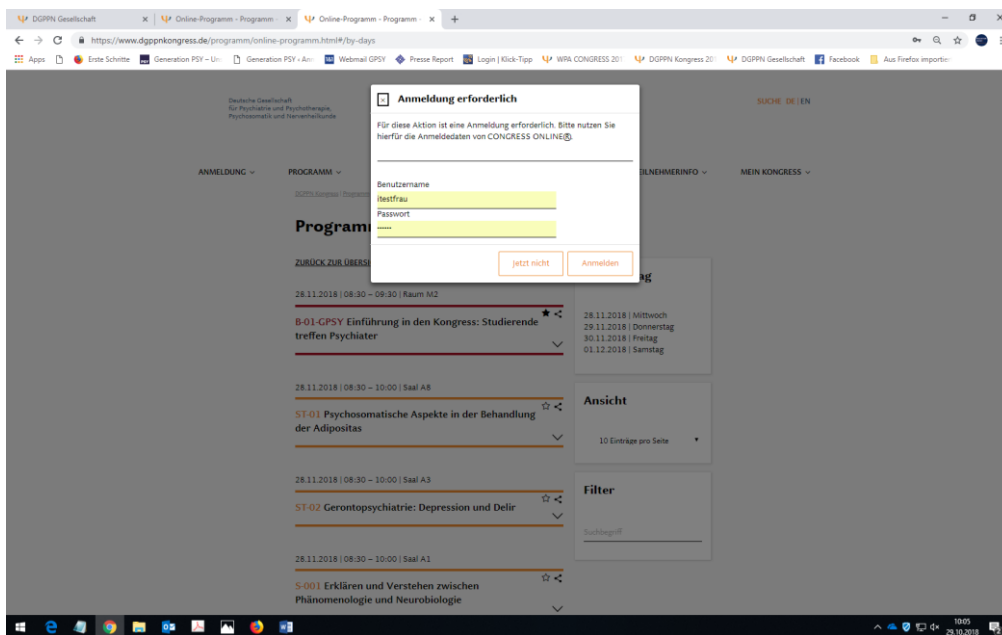 DGPPN Gesellschaft
Online-Programm - Programm -
Online-Programm - Programm -
https://www.dgppnkongress.de/programm/online-programm.html#/by-days
Apps
Erste Schritte
Generation PSY – Un
Generation PSY ‹ Anm
Webmail GPSY
Presse Report
Login | Klick-Tipp
WPA CONGRESS 201
DGPPN Kongress 201
DGPPN Gesellschaft
Facebook
Aus Firefox importier
Deutsche Gesellschaft
für Psychiatrie und Psychotherapie,
Psychosomatik und Nervenheilkunde
SUCHE DE|EN
Anmeldung erforderlich
Für diese Aktion ist eine Anmeldung erforderlich. Bitte nutzen Sie
hierfür die Anmeldedaten von CONGRESS ONLINE®.
Benutzername
itestfrau
Passwort
Jetzt nicht
Anmelden
ANMELDUNG
PROGRAMM
EILNEHMERINFO
MEIN KONGRESS
DGPPN Kongress / Programm
Program
ZURÜCK ZUR ÜBERSI
28.11.2018 | 08:30 – 09:30 | Raum M2
B-01-GPSY Einführung in den Kongress: Studierende
treffen Psychiater
28.11.2018 | 08:30 – 10:00 | Saal A8
ST-01 Psychosomatische Aspekte in der Behandlung
der Adipositas
28.11.2018 | 08:30 – 10:00 | Saal A3
ST-02 Gerontopsychiatrie: Depression und Delir
28.11.2018 | 08:30 – 10:00 | Saal A1
S-001 Erklären und Verstehen zwischen
Phänomenologie und Neurobiologie
ag
28.11.2018 | Mittwoch
29.11.2018 | Donnerstag
30.11.2018 | Freitag
01.12.2018 | Samstag
Ansicht
10 Einträge pro Seite
Filter
Suchbegriff
10:05
29.10.2018